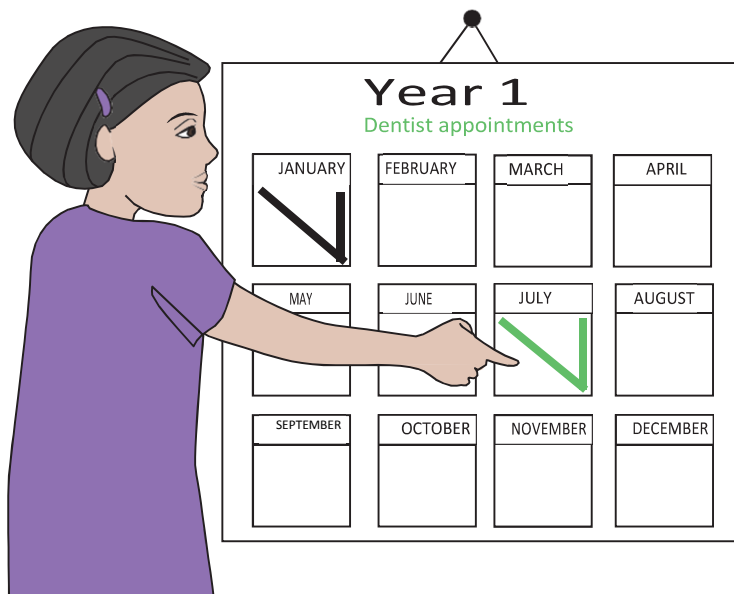 Year 1
Dentist appointments
JANUARY FEBRUARY MARCH APRIL
MAY JUNE JULY AUGUST
SEPTEMBER OCTOBER NOVEMBER DECEMBER